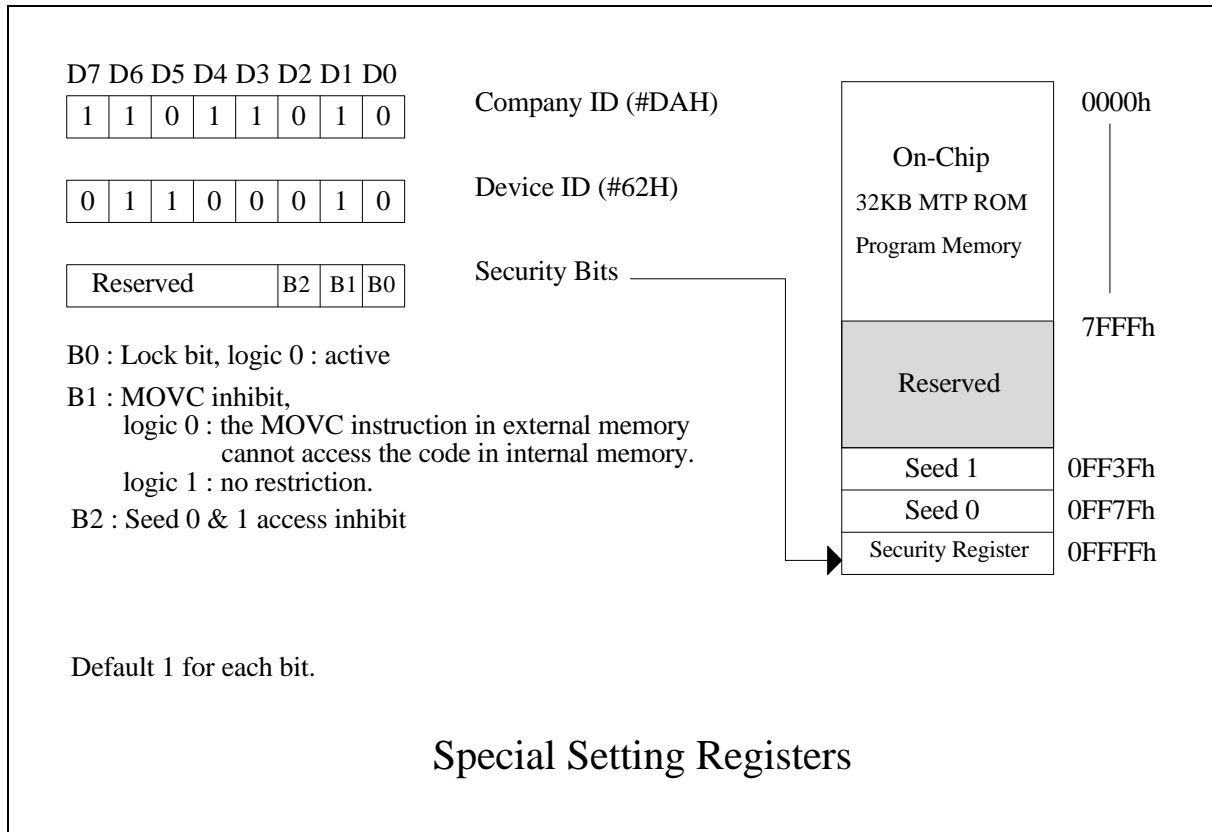 D7 D6 D5 D4 D3 D2 D1 D0
1 1 0 1 1 0 1 0
Company ID (#DAH)
0 1 1 0 0 0 1 0
Device ID (#62H)
Reserved B2 B1 B0
Security Bits
B0 : Lock bit, logic 0 : active
B1 : MOVC inhibit,
logic 0 : the MOVC instruction in external memory
cannot access the code in internal memory.
logic 1 : no restriction.
B2 : Seed 0 & 1 access inhibit
Default 1 for each bit.
On-Chip
32KB MTP ROM
Program Memory
0000h
7FFFh
Reserved
Seed 1 0FF3Fh
Seed 0 0FF7Fh
Security Register 0FFFFh
Special Setting Registers